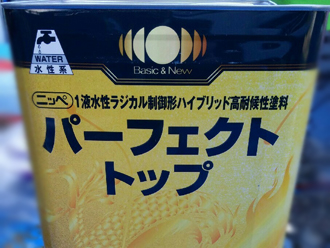 WATER
水性系
Basic & New
ニッペ 1液水性ラジカル制御形ハイブリッド高耐候性塗料
パーフェクト
トップ